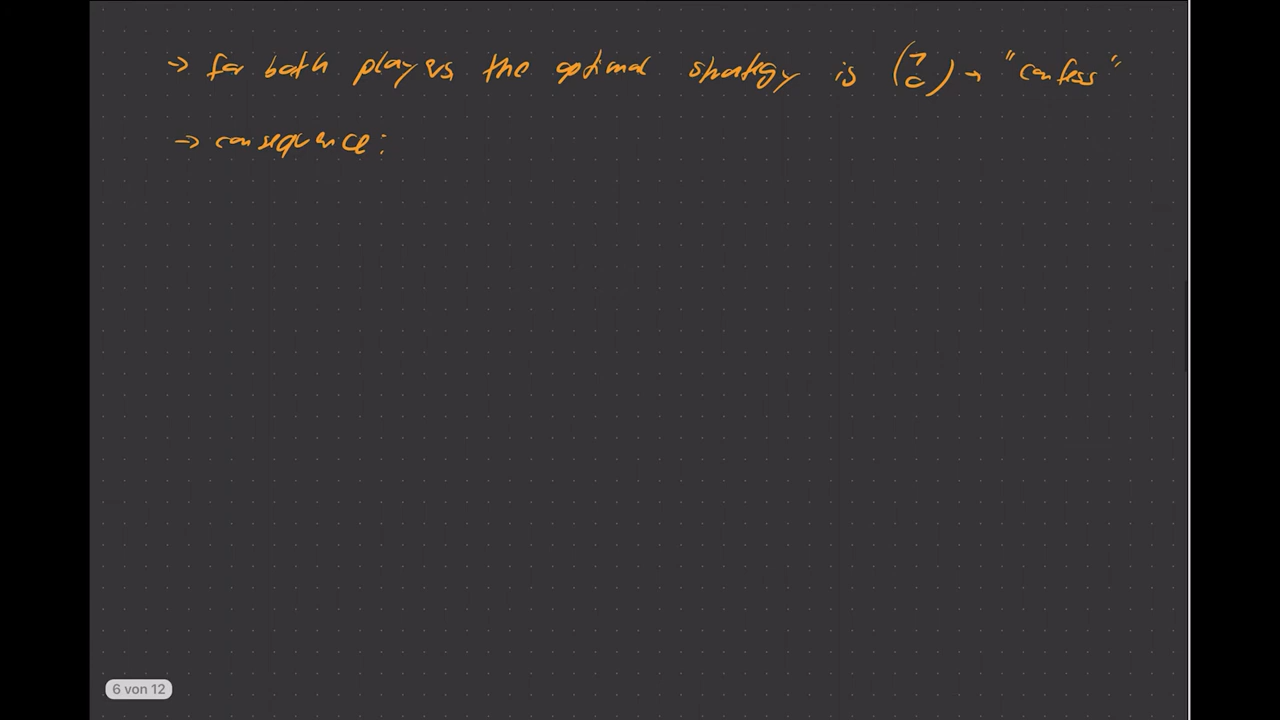 → for both players the optimal strategy is (1 0) → "confess"
→ consequence:
6 von 12